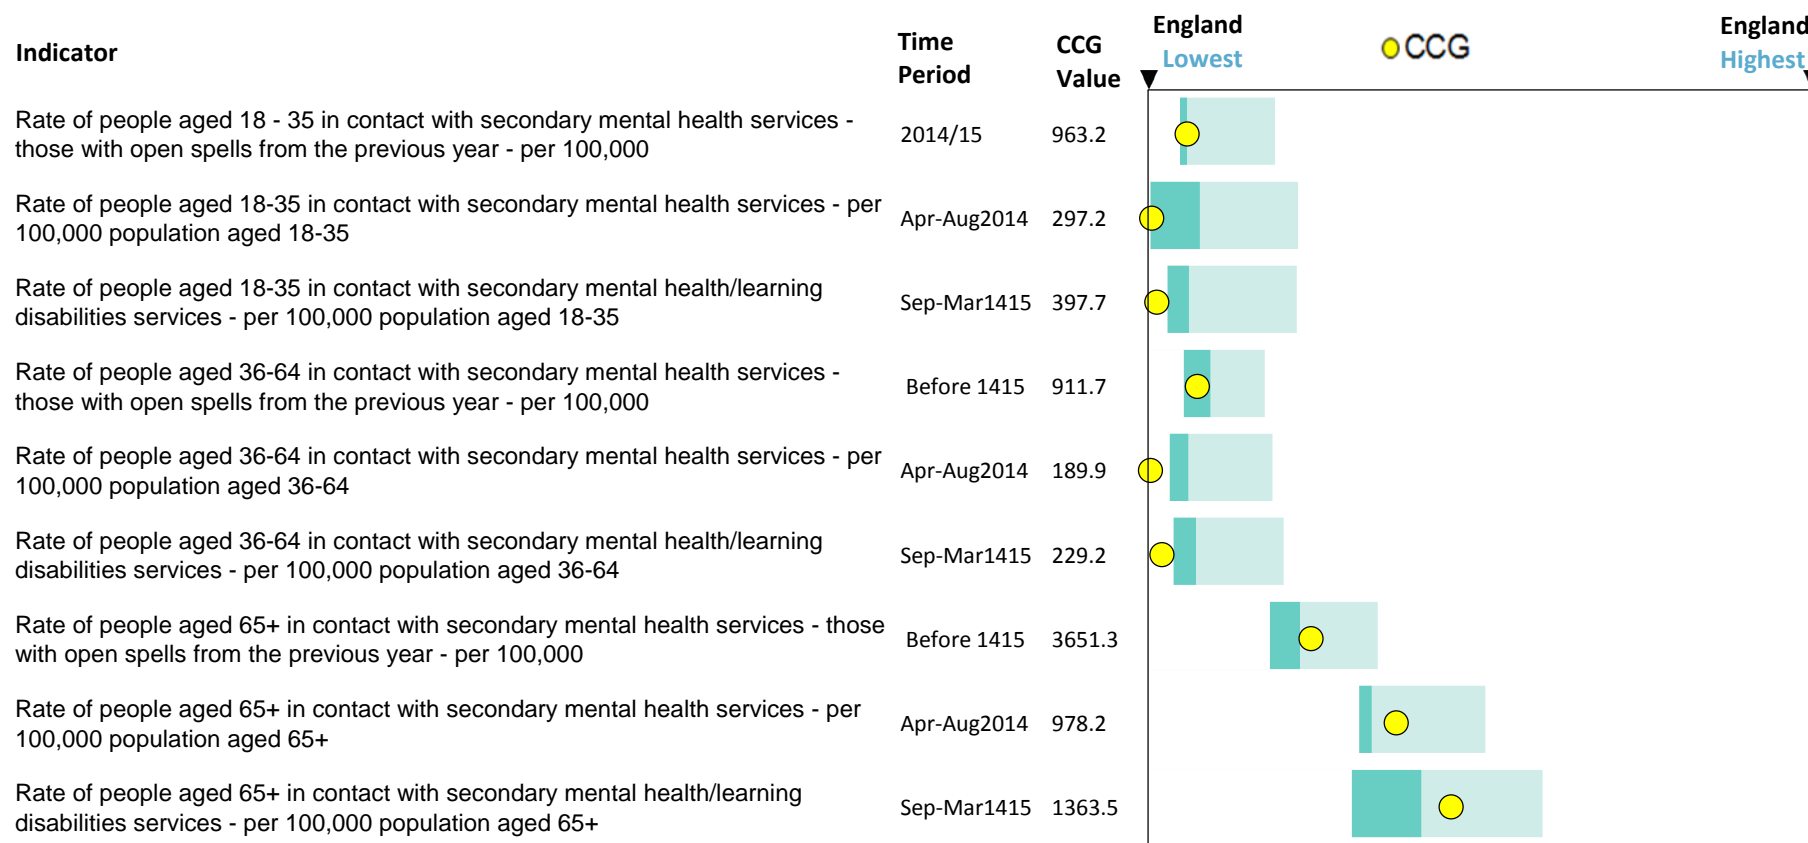 Indicator
Time
Period
CCG
Value
England
Lowest
CCG
England
Highest
Rate of people aged 18 - 35 in contact with secondary mental health services -
those with open spells from the previous year - per 100,000
2014/15
963.2
Rate of people aged 18-35 in contact with secondary mental health services - per
100,000 population aged 18-35
Apr-Aug2014
297.2
Rate of people aged 18-35 in contact with secondary mental health/learning
disabilities services - per 100,000 population aged 18-35
Sep-Mar1415
397.7
Rate of people aged 36-64 in contact with secondary mental health services -
those with open spells from the previous year - per 100,000
Before 1415
911.7
Rate of people aged 36-64 in contact with secondary mental health services - per
100,000 population aged 36-64
Apr-Aug2014
189.9
Rate of people aged 36-64 in contact with secondary mental health/learning
disabilities services - per 100,000 population aged 36-64
Sep-Mar1415
229.2
Rate of people aged 65+ in contact with secondary mental health services - those
with open spells from the previous year - per 100,000
Before 1415
3651.3
Rate of people aged 65+ in contact with secondary mental health services - per
100,000 population aged 65+
Apr-Aug2014
978.2
Rate of people aged 65+ in contact with secondary mental health/learning
disabilities services - per 100,000 population aged 65+
Sep-Mar1415
1363.5